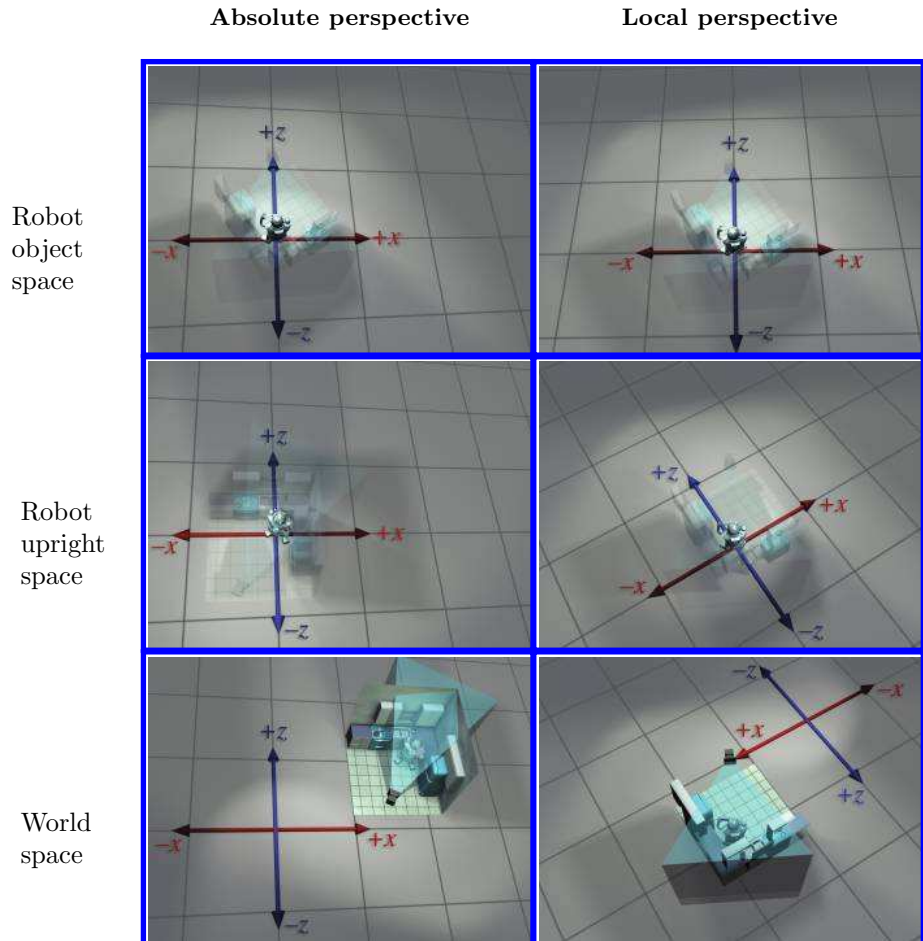 Absolute perspective
Local perspective
Robot
object
space
+z
−x
+x
−z
+z
−x
+x
−z
Robot
upright
space
+z
−x
+x
−z
+z
+x
−x
−z
World
space
+z
−x
+x
−z
−z
−x
+x
+z